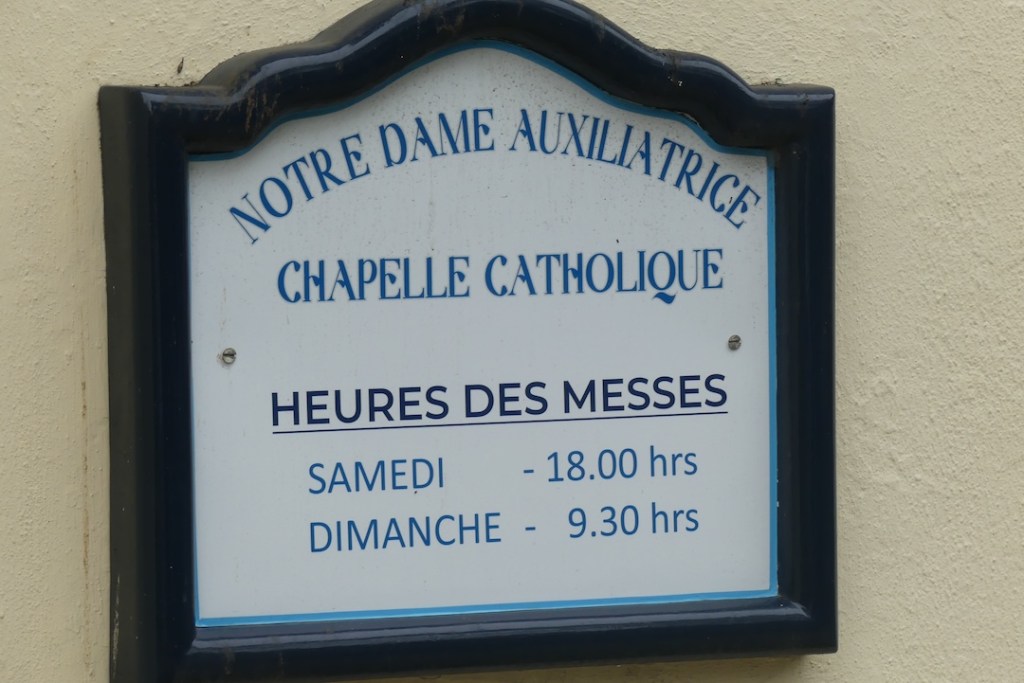 NOTRE DAME AUXILIATRICE
CHAPELLE CATHOLIQUE
HEURES DES MESSES
SAMEDI - 18.00 hrs
DIMANCHE - 9.30 hrs